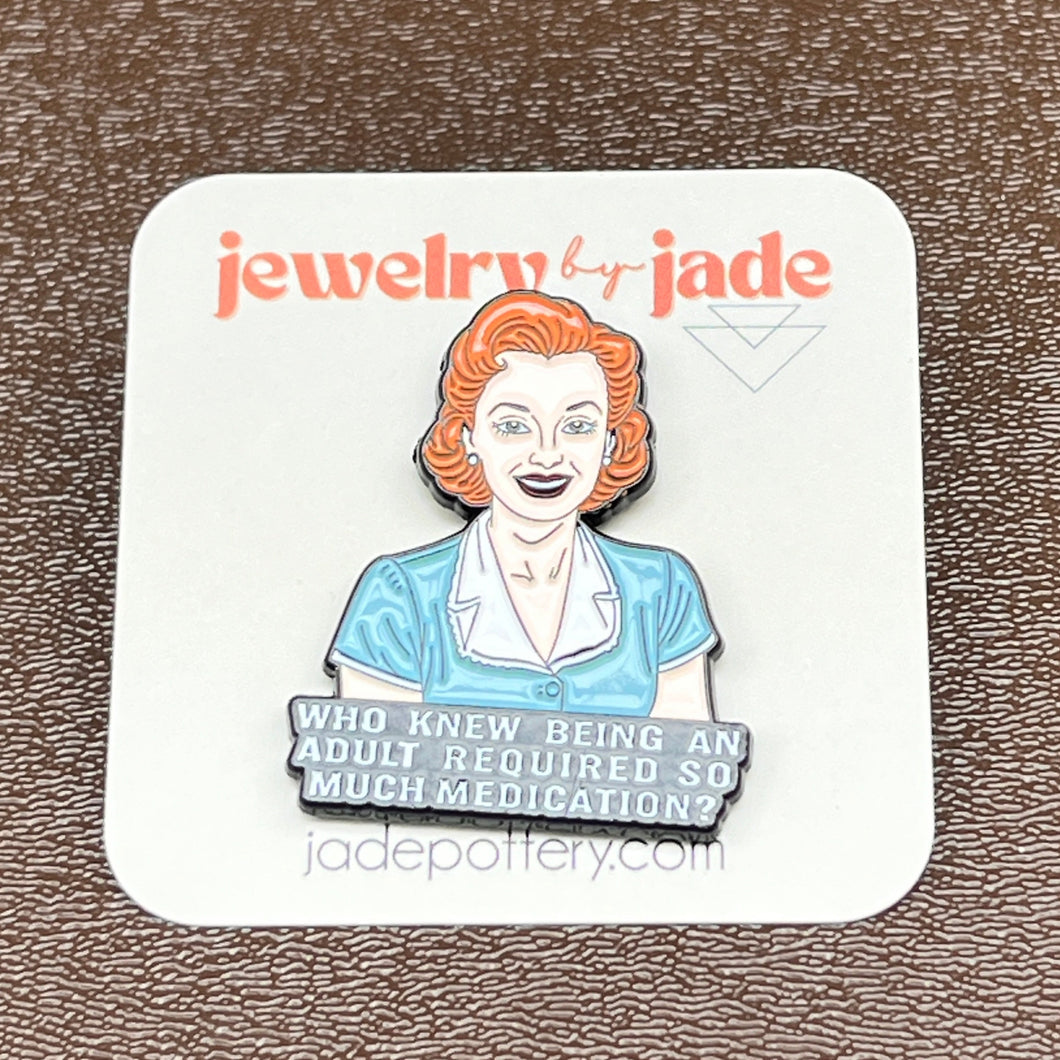 jewelry by jade
WHO KNEW BEING AN
ADULT REQUIRED SO
MUCH MEDICATION?
jadepottery.com